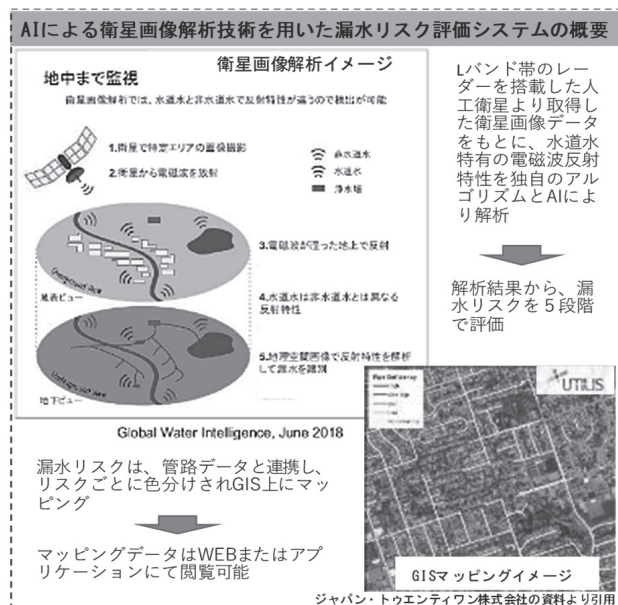 AIによる衛星画像解析技術を用いた漏水リスク評価システムの概要
衛星画像解析イメージ
地中まで監視
衛星画像解析では、水道水と非水道水で反射特性が違うので検出が可能
1.衛星で特定エリアの画像撮影
2.衛星から電磁波を放射
非水道水
水道水
浄水場
3.電磁波が湿った地上で反射
地表ビュー
4.水道水は非水道水とは異なる
反射特性
5.地理空間画像で反射特性を解析
して漏水を識別
地下ビュー
Global Water Intelligence, June 2018
Lバンド帯のレー
ダーを搭載した人
工衛星より取得し
た衛星画像データ
をもとに、水道水
特有の電磁波反射
特性を独自のアル
ゴリズムとAIによ
り解析
解析結果から、漏
水リスクを５段階
で評価
漏水リスクは、管路データと連携し、
リスクごとに色分けされGIS上にマッ
ピング
マッピングデータはWEBまたはアプ
リケーションにて閲覧可能
UTILIS
GISマッピングイメージ
ジャパン・トゥエンティワン株式会社の資料より引用